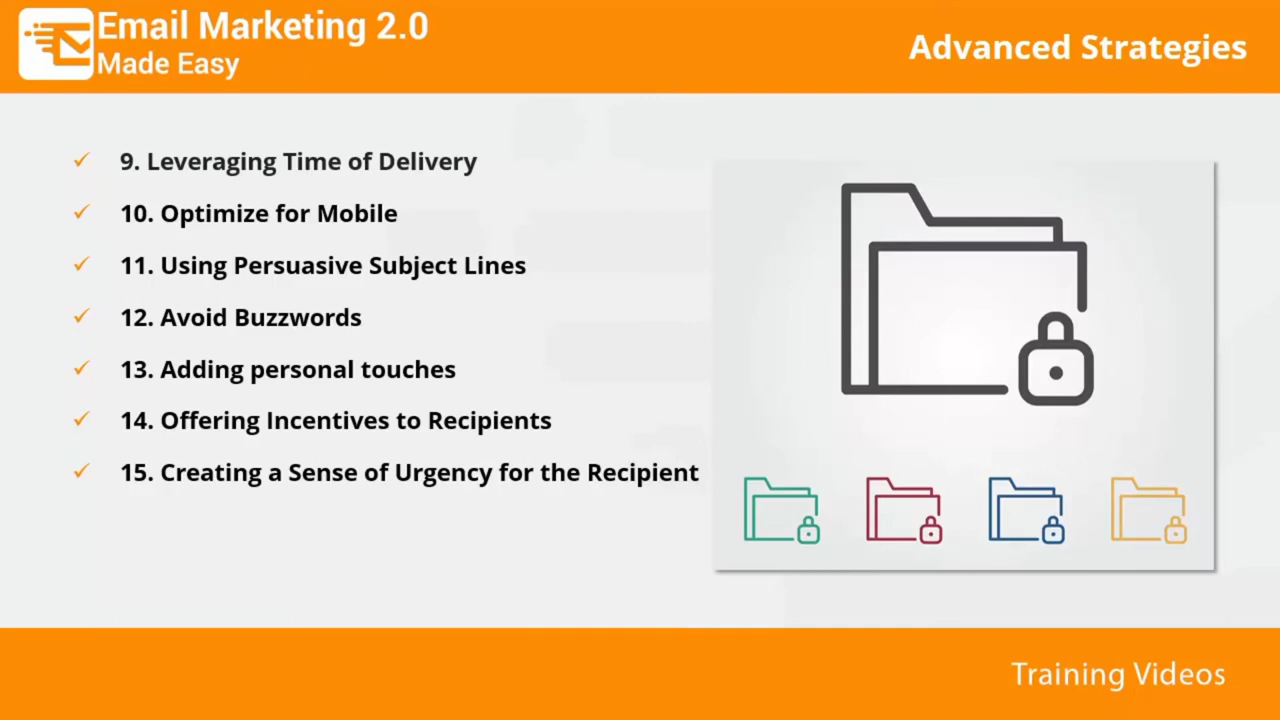 Email Marketing 2.0
Made Easy
Advanced Strategies
9. Leveraging Time of Delivery
10. Optimize for Mobile
11. Using Persuasive Subject Lines
12. Avoid Buzzwords
13. Adding personal touches
14. Offering Incentives to Recipients
15. Creating a Sense of Urgency for the Recipient
Training Videos